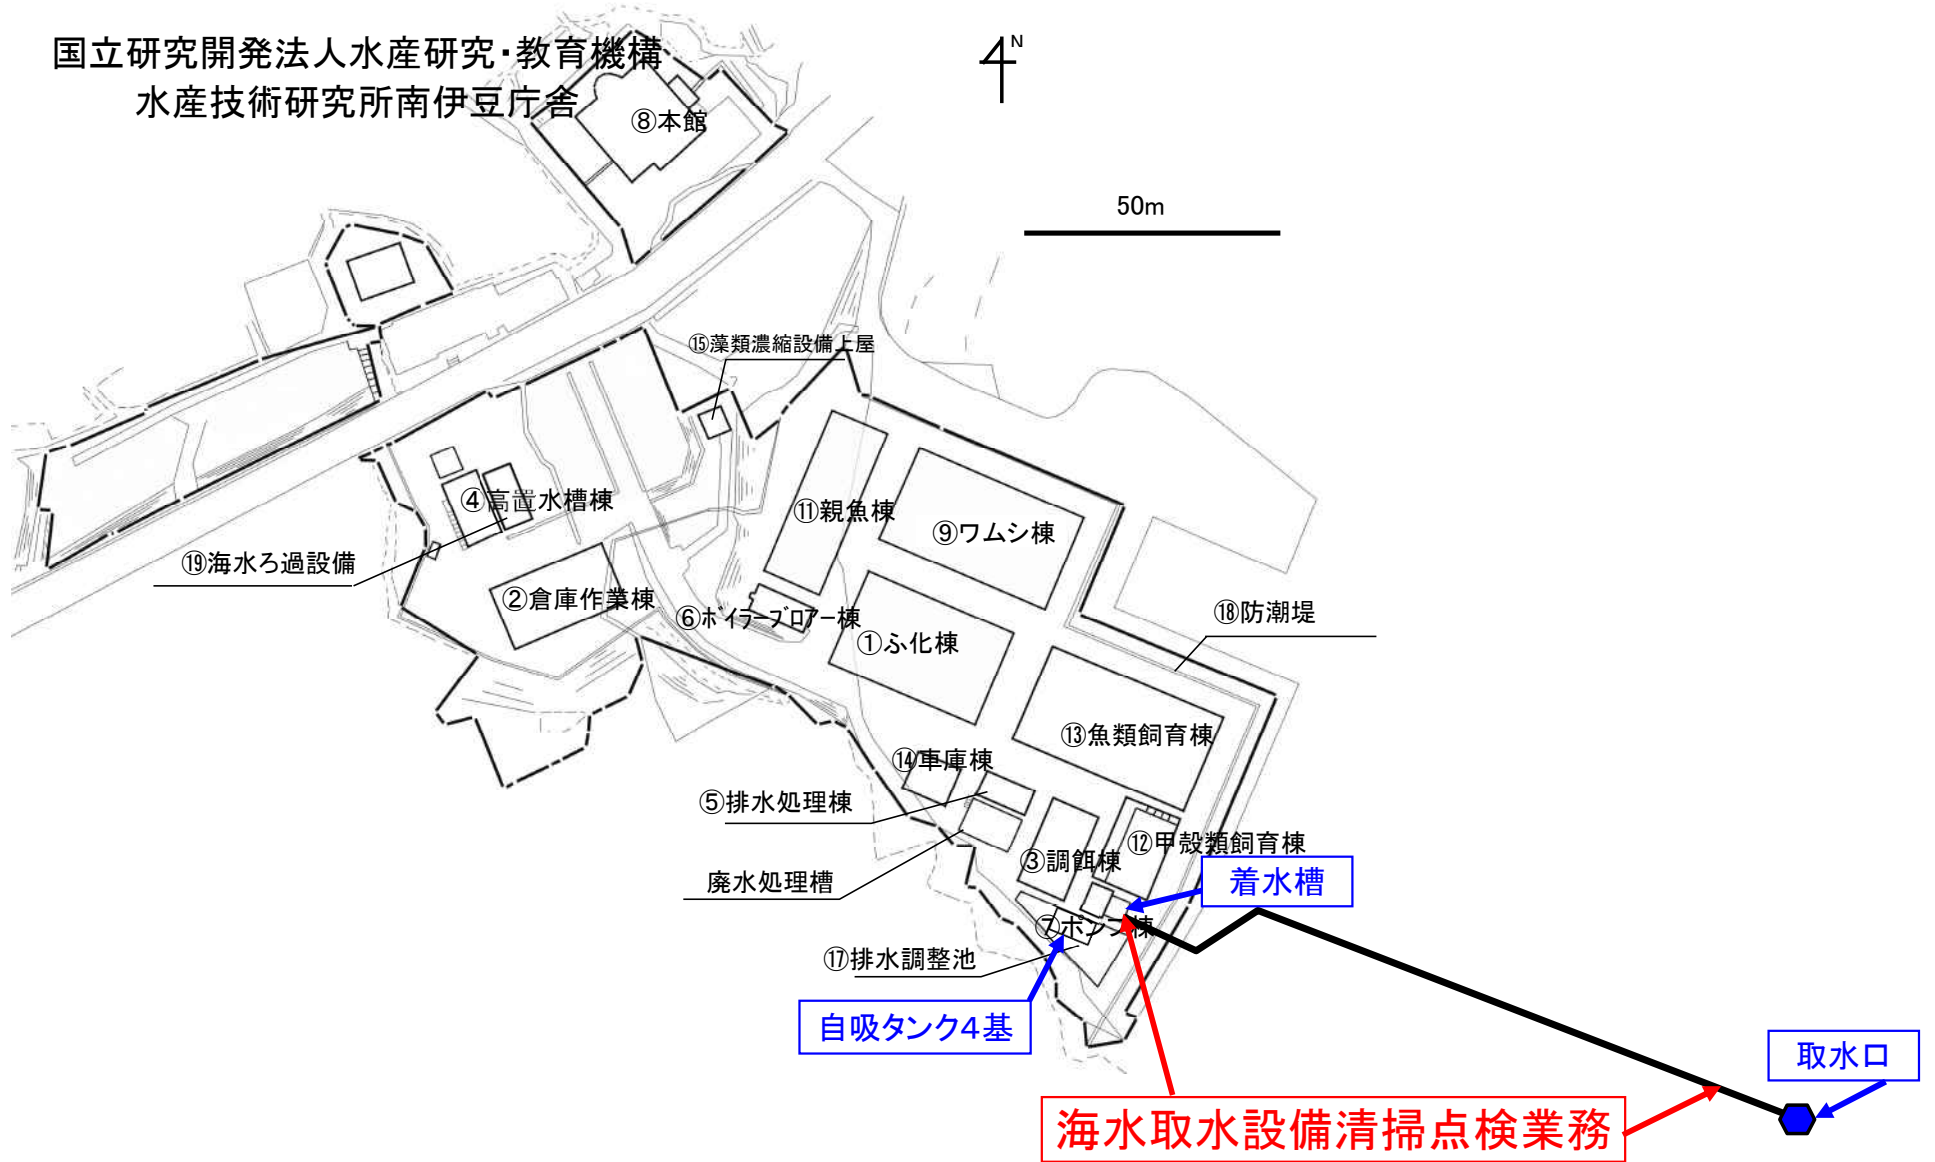 国立研究開発法人水産研究・教育機構
水産技術研究所南伊豆庁舎
N
⑧本館
50m
⑮藻類濃縮設備上屋
④高置水槽棟
⑪親魚棟
⑨ワムシ棟
⑲海水ろ過設備
②倉庫作業棟
⑥ボイラーブロアー棟
①ふ化棟
⑱防潮堤
⑬魚類飼育棟
⑭車庫棟
⑤排水処理棟
⑫甲殻類飼育棟
③調餌棟
廃水処理槽
着水槽
⑦ポンプ棟
⑰排水調整池
自吸タンク4基
取水口
海水取水設備清掃点検業務